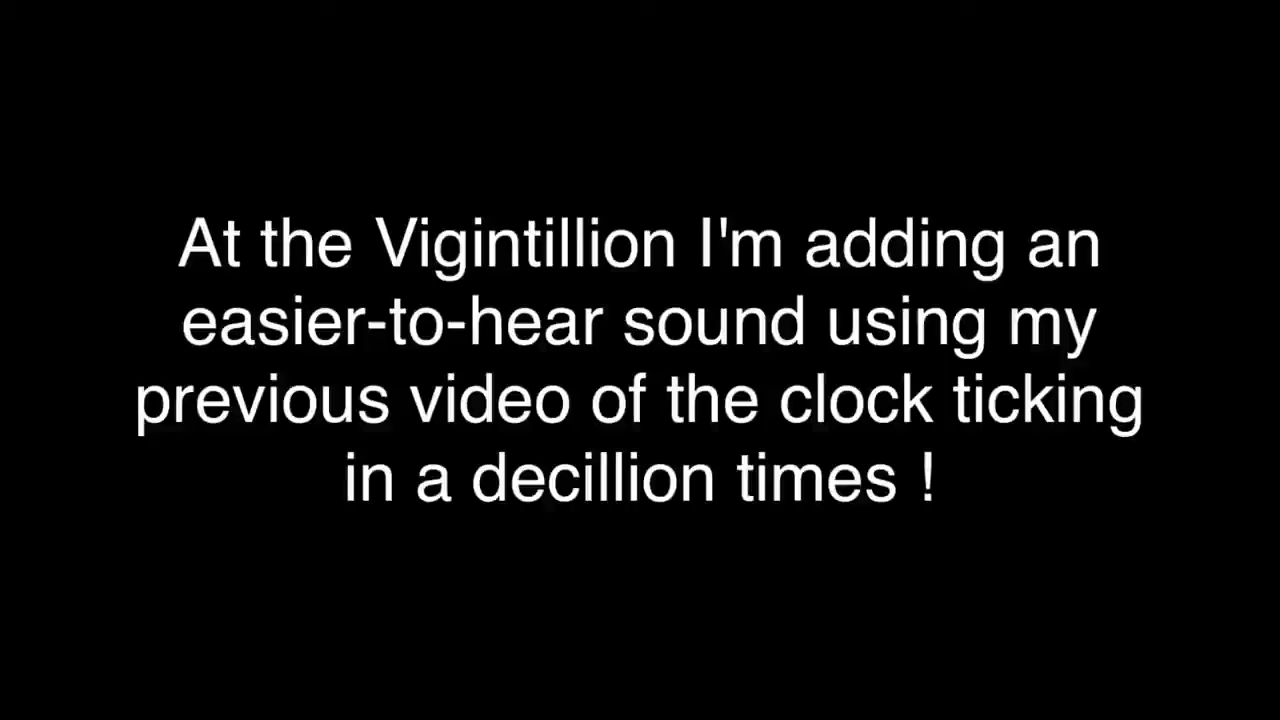 At the Vigintillion I'm adding an
easier-to-hear sound using my
previous video of the clock ticking
in a decillion times !